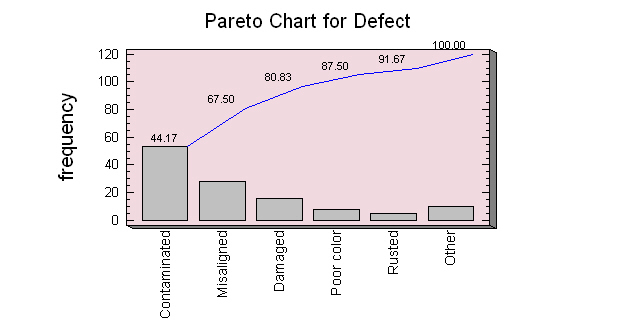 Pareto Chart for Defect
frequency
120
100
80
60
40
20
0
44.17
67.50
80.83
87.50
91.67
100.00
Contaminated
Misaligned
Damaged
Poor color
Rusted
Other